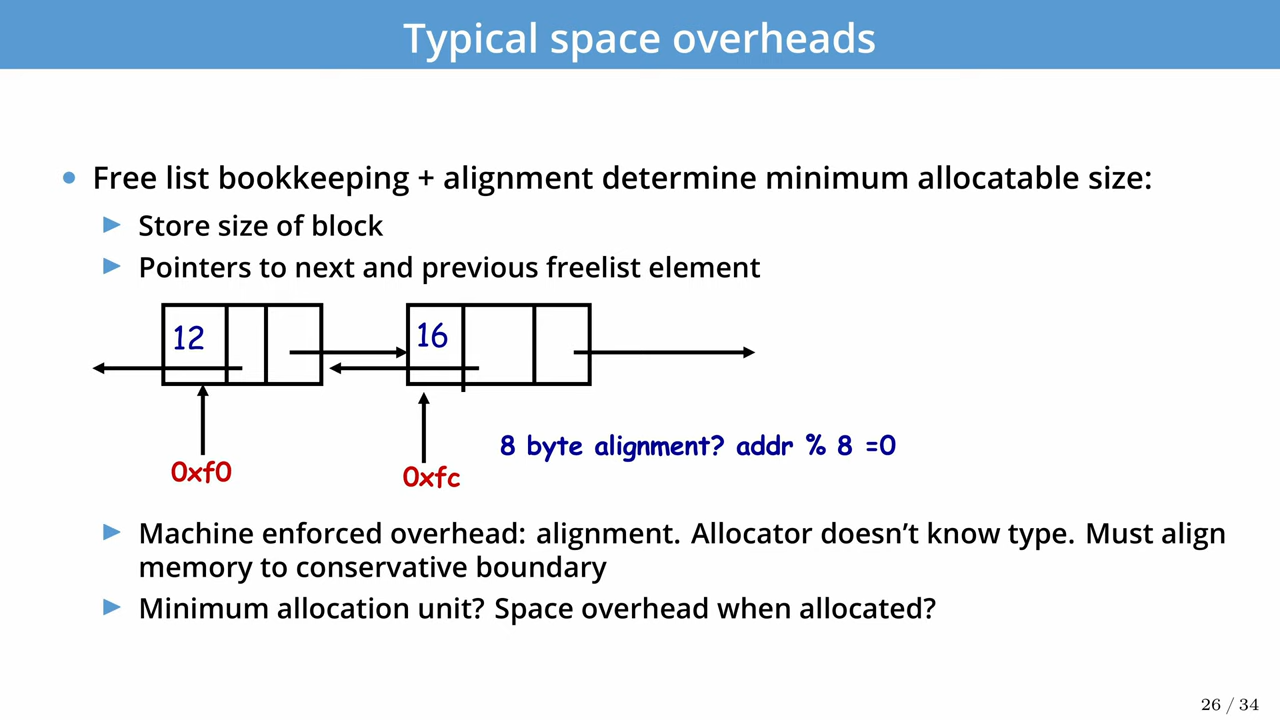 Typical space overheads
Free list bookkeeping + alignment determine minimum allocatable size:
Store size of block
Pointers to next and previous freelist element
12
16
8 byte alignment? addr % 8 =0
0xf0
0xfc
Machine enforced overhead: alignment. Allocator doesn’t know type. Must align
memory to conservative boundary
Minimum allocation unit? Space overhead when allocated?
26 / 34